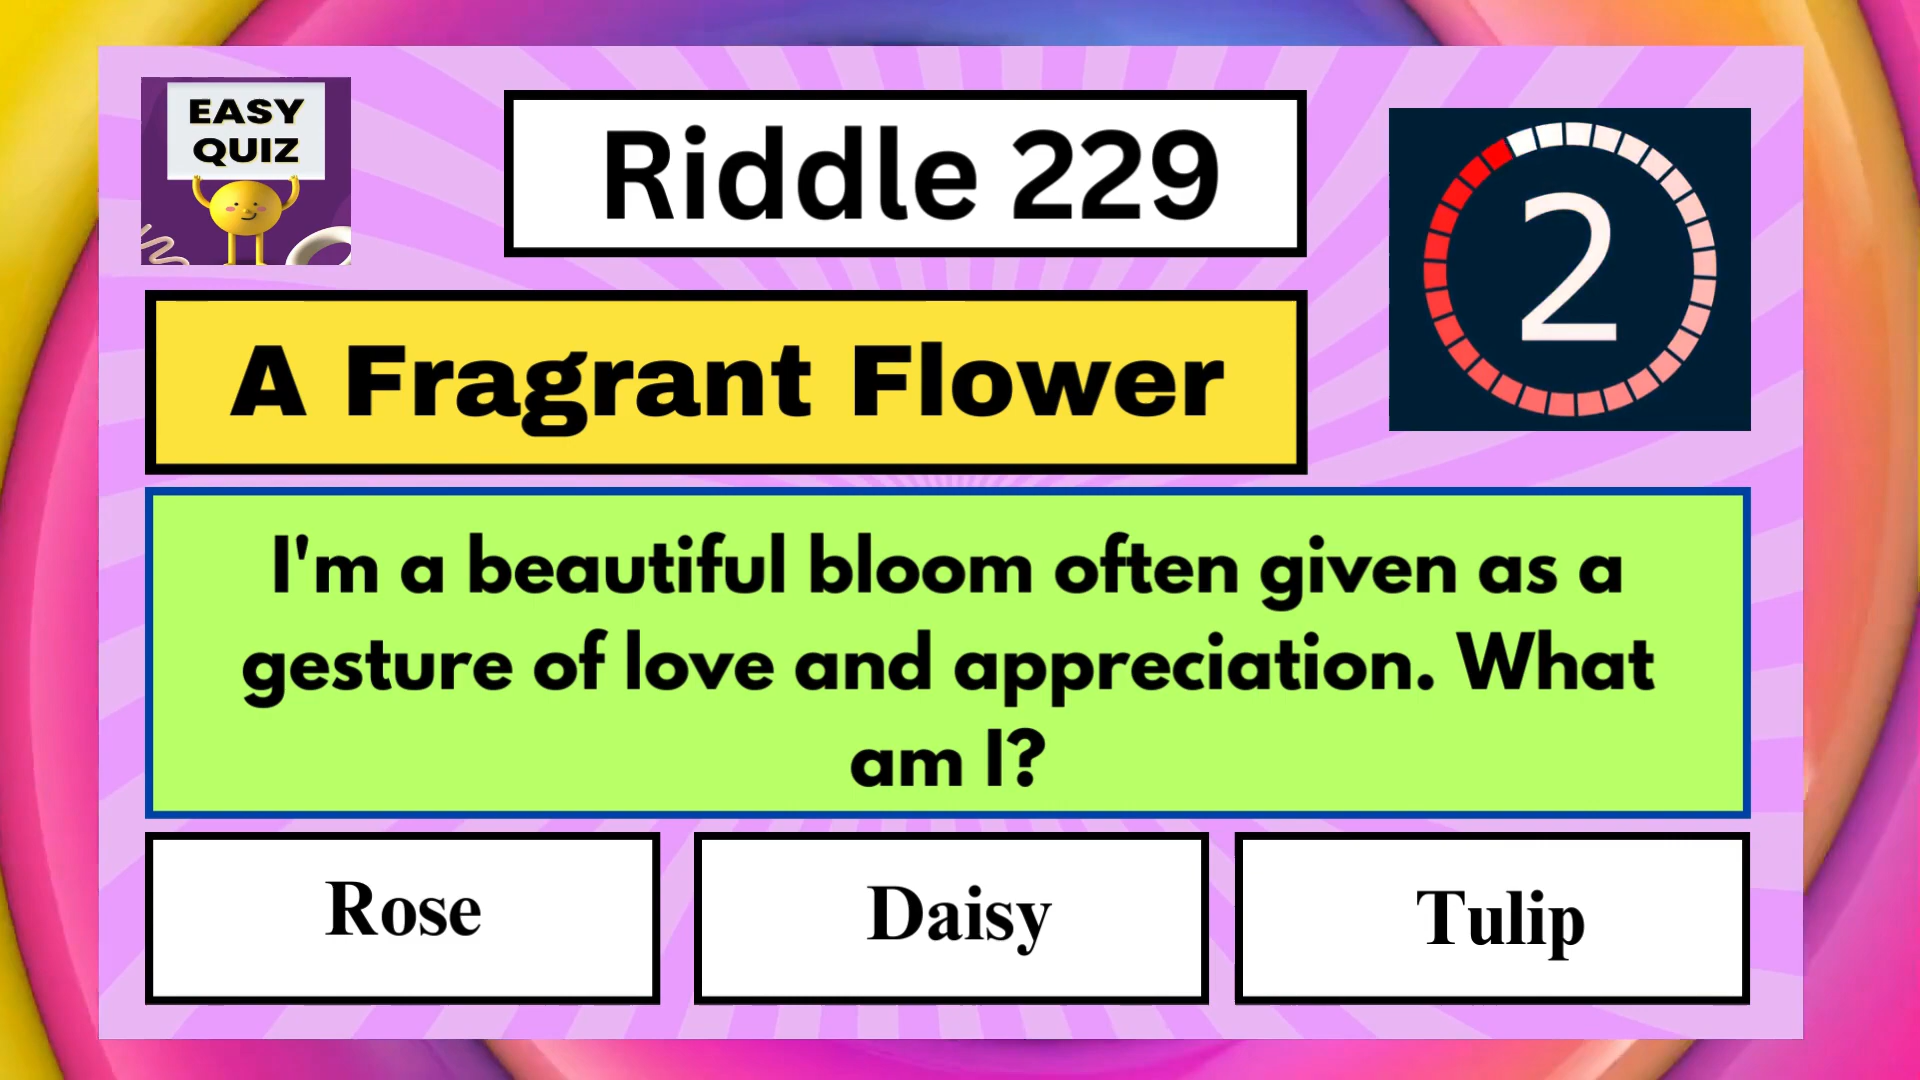 EASY
QUIZ
Riddle 229
2
A Fragrant Flower
I'm a beautiful bloom often given as a
gesture of love and appreciation. What
am I?
Rose
Daisy
Tulip